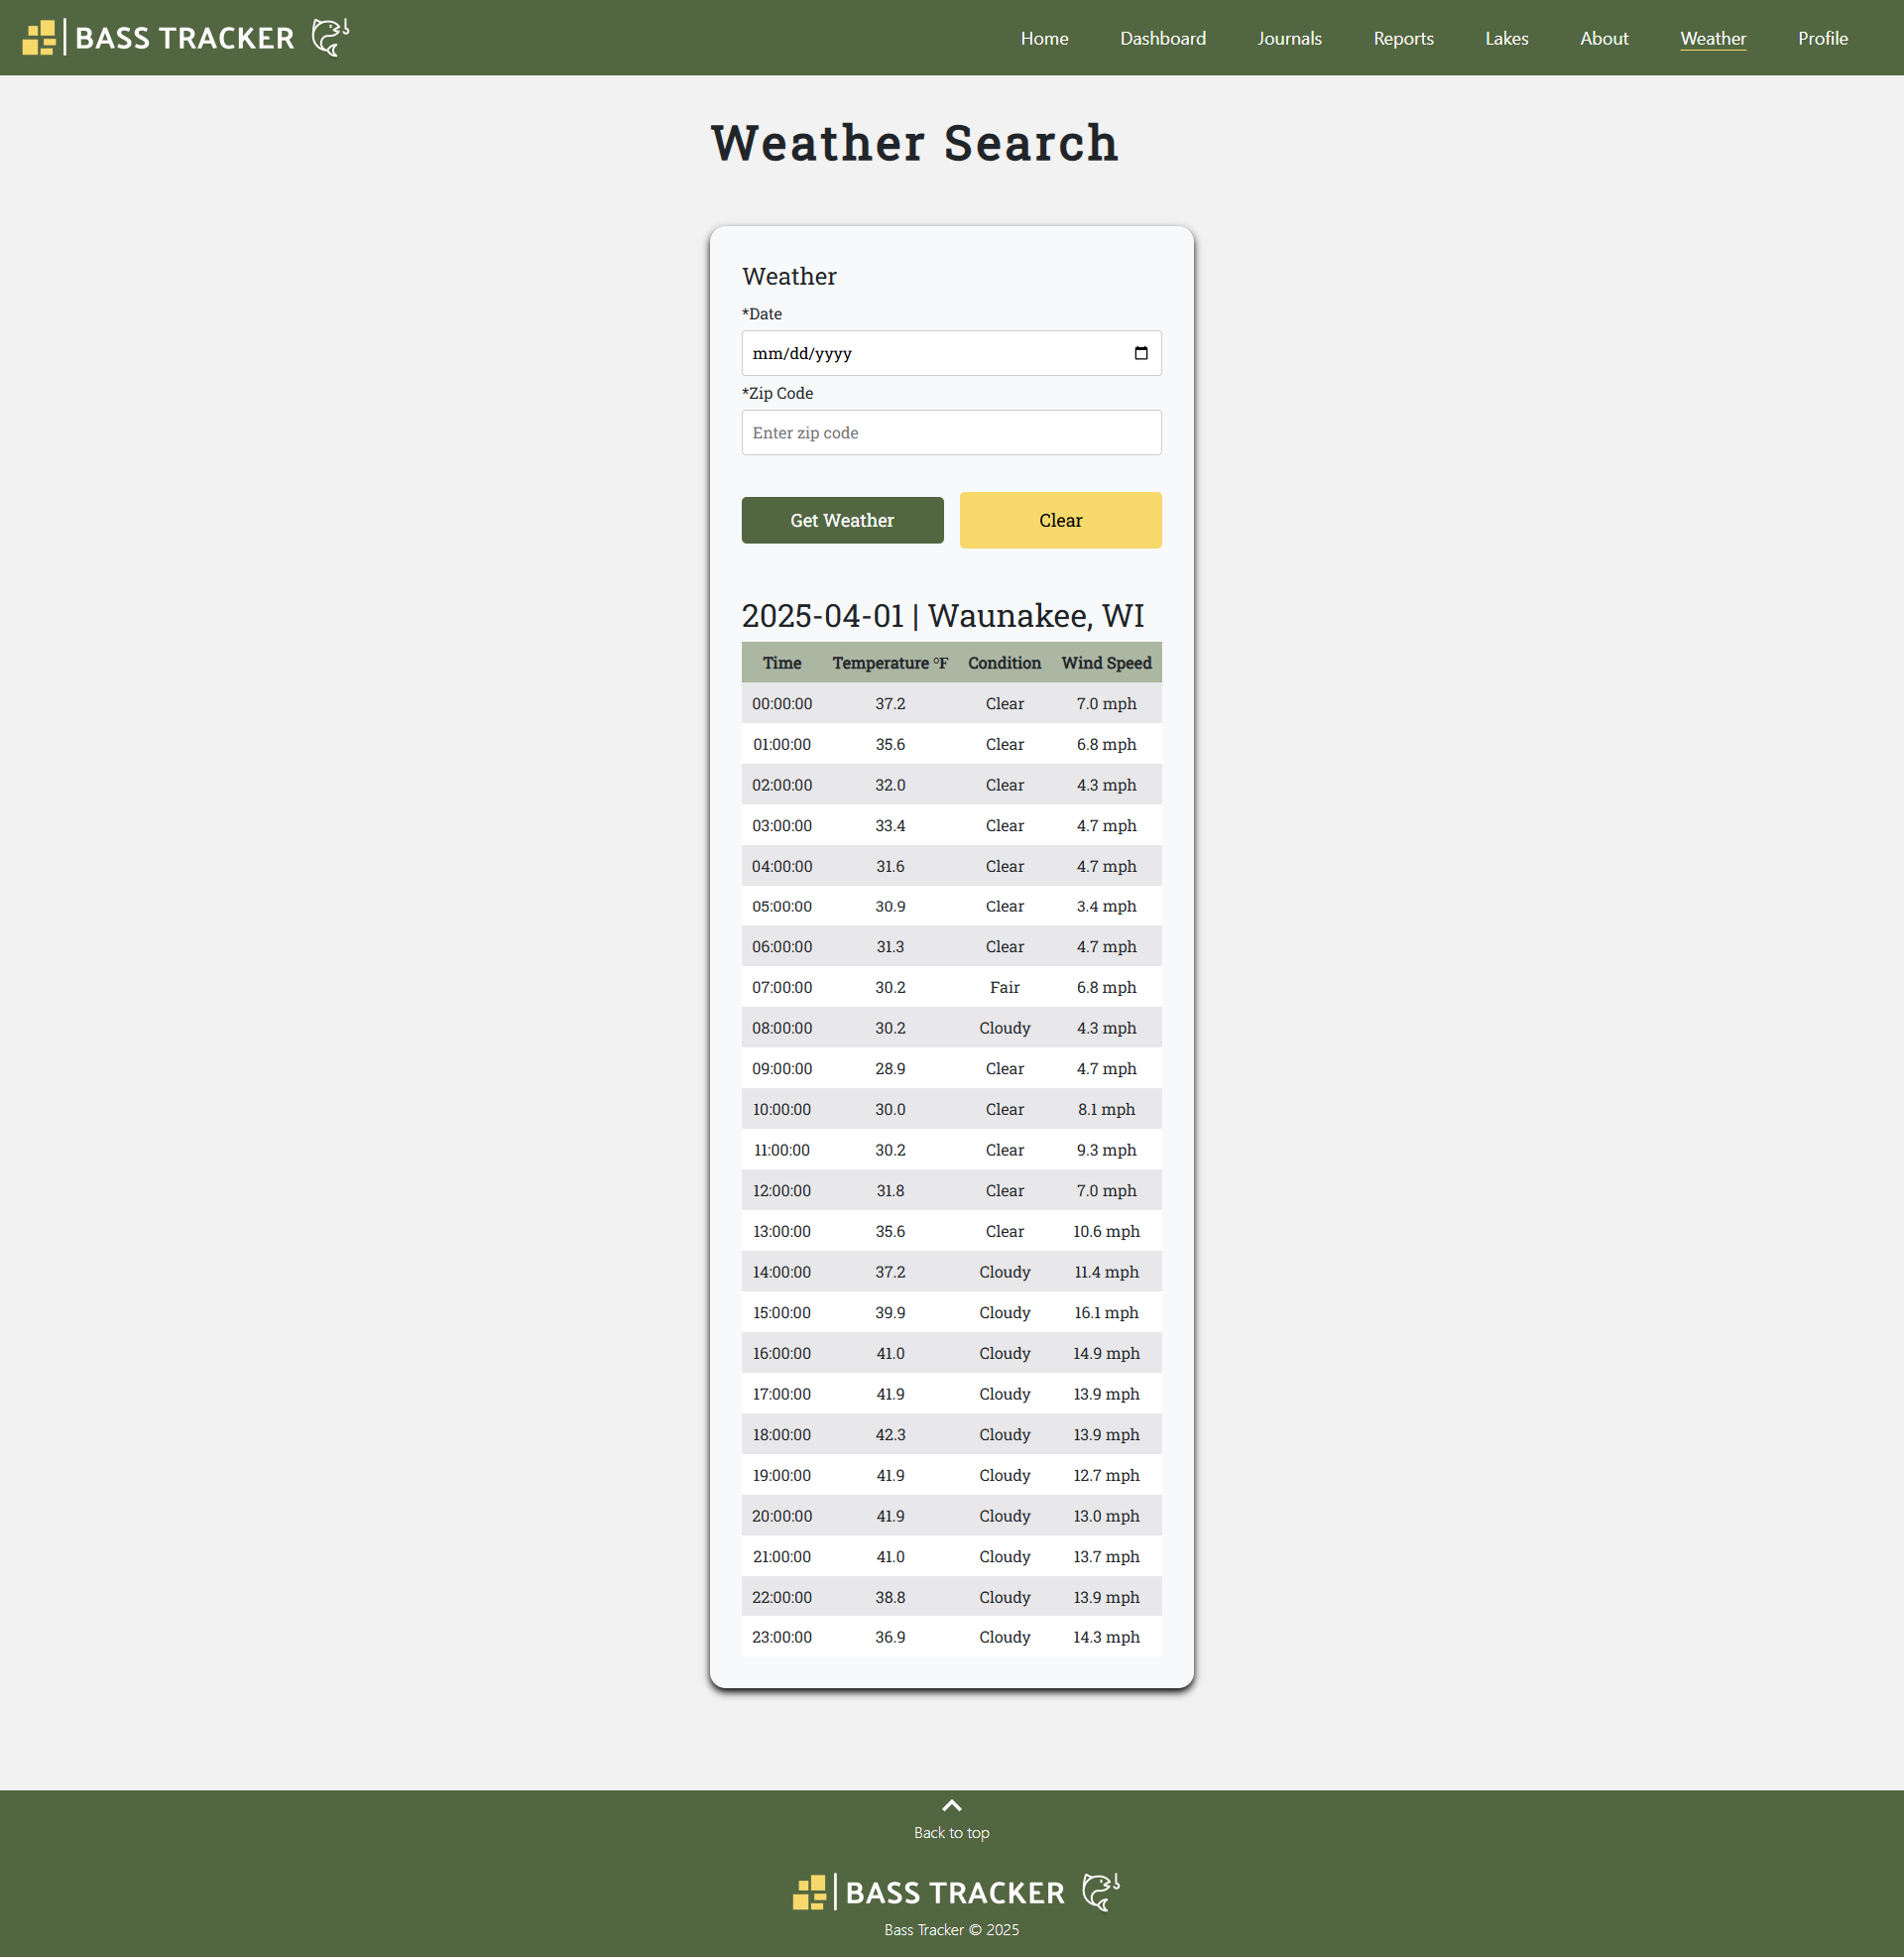 BASS TRACKER
Home Dashboard Journals Reports Lakes About Weather Profile
Weather Search
Weather
*Date
mm/dd/yyyy
*Zip Code
Enter zip code
Get Weather Clear
2025-04-01 | Waunakee, WI
Time Temperature °F Condition Wind Speed
00:00:00 37.2 Clear 7.0 mph
01:00:00 35.6 Clear 6.8 mph
02:00:00 32.0 Clear 4.3 mph
03:00:00 33.4 Clear 4.7 mph
04:00:00 31.6 Clear 4.7 mph
05:00:00 30.9 Clear 3.4 mph
06:00:00 31.3 Clear 4.7 mph
07:00:00 30.2 Fair 6.8 mph
08:00:00 30.2 Cloudy 4.3 mph
09:00:00 28.9 Clear 4.7 mph
10:00:00 30.0 Clear 8.1 mph
11:00:00 30.2 Clear 9.3 mph
12:00:00 31.8 Clear 7.0 mph
13:00:00 35.6 Clear 10.6 mph
14:00:00 37.2 Cloudy 11.4 mph
15:00:00 39.9 Cloudy 16.1 mph
16:00:00 41.0 Cloudy 14.9 mph
17:00:00 41.9 Cloudy 13.9 mph
18:00:00 42.3 Cloudy 13.9 mph
19:00:00 41.9 Cloudy 12.7 mph
20:00:00 41.9 Cloudy 13.0 mph
21:00:00 41.0 Cloudy 13.7 mph
22:00:00 38.8 Cloudy 13.9 mph
23:00:00 36.9 Cloudy 14.3 mph
Back to top
BASS TRACKER
Bass Tracker © 2025